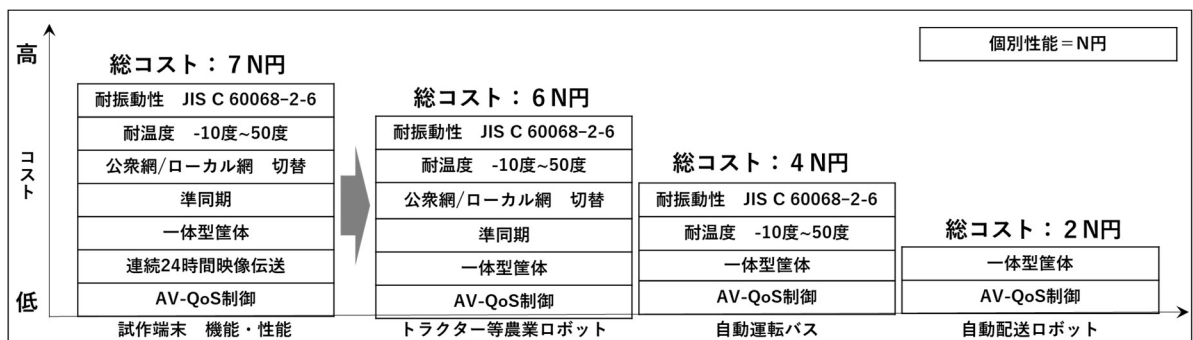 高
コスト
低
個別性能＝N円
総コスト：７N円
耐振動性　JIS C 60068−2-6
耐温度　-10度~50度
公衆網/ローカル網　切替
準同期
一体型筐体
連続24時間映像伝送
AV-QoS制御
試作端末　機能・性能
総コスト：６N円
耐振動性　JIS C 60068−2-6
耐温度　-10度~50度
公衆網/ローカル網　切替
準同期
一体型筐体
AV-QoS制御
トラクター等農業ロボット
総コスト：４N円
耐振動性　JIS C 60068−2-6
耐温度　-10度~50度
一体型筐体
AV-QoS制御
自動運転バス
総コスト：２N円
一体型筐体
AV-QoS制御
自動配送ロボット